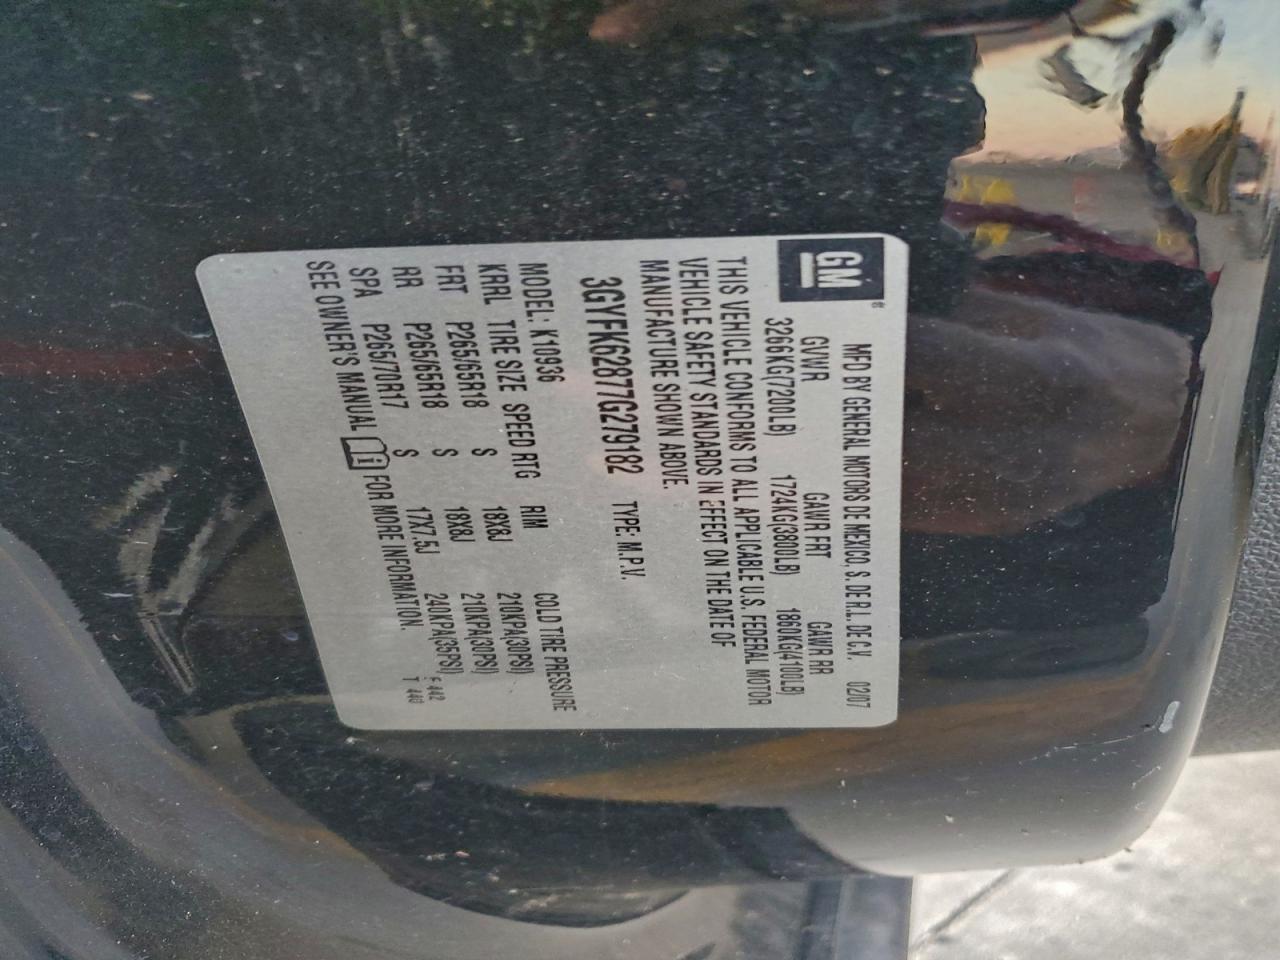 GM®
MFD BY GENERAL MOTORS DE MEXICO, S. DE R.L. DE C.V. 02/07
GVWR GAWR FRT GAWR RR
3266KG(7200LB) 1724KG(3800LB) 1860KG(4100LB)
THIS VEHICLE CONFORMS TO ALL APPLICABLE U.S. FEDERAL MOTOR
VEHICLE SAFETY STANDARDS IN EFFECT ON THE DATE OF
MANUFACTURE SHOWN ABOVE.
3GYFK62877G279182 TYPE: M.P.V.
MODEL: K10936
KRRL TIRE SIZE SPEED RTG RIM COLD TIRE PRESSURE
FRT P265/65R18 S 18X8J 210KPA(30PSI)
RR P265/65R18 S 18X8J 210KPA(30PSI)
SPA P265/70R17 S 17X7.5J 240KPA(35PSI)
SEE OWNER'S MANUAL FOR MORE INFORMATION.
F 442
T 440